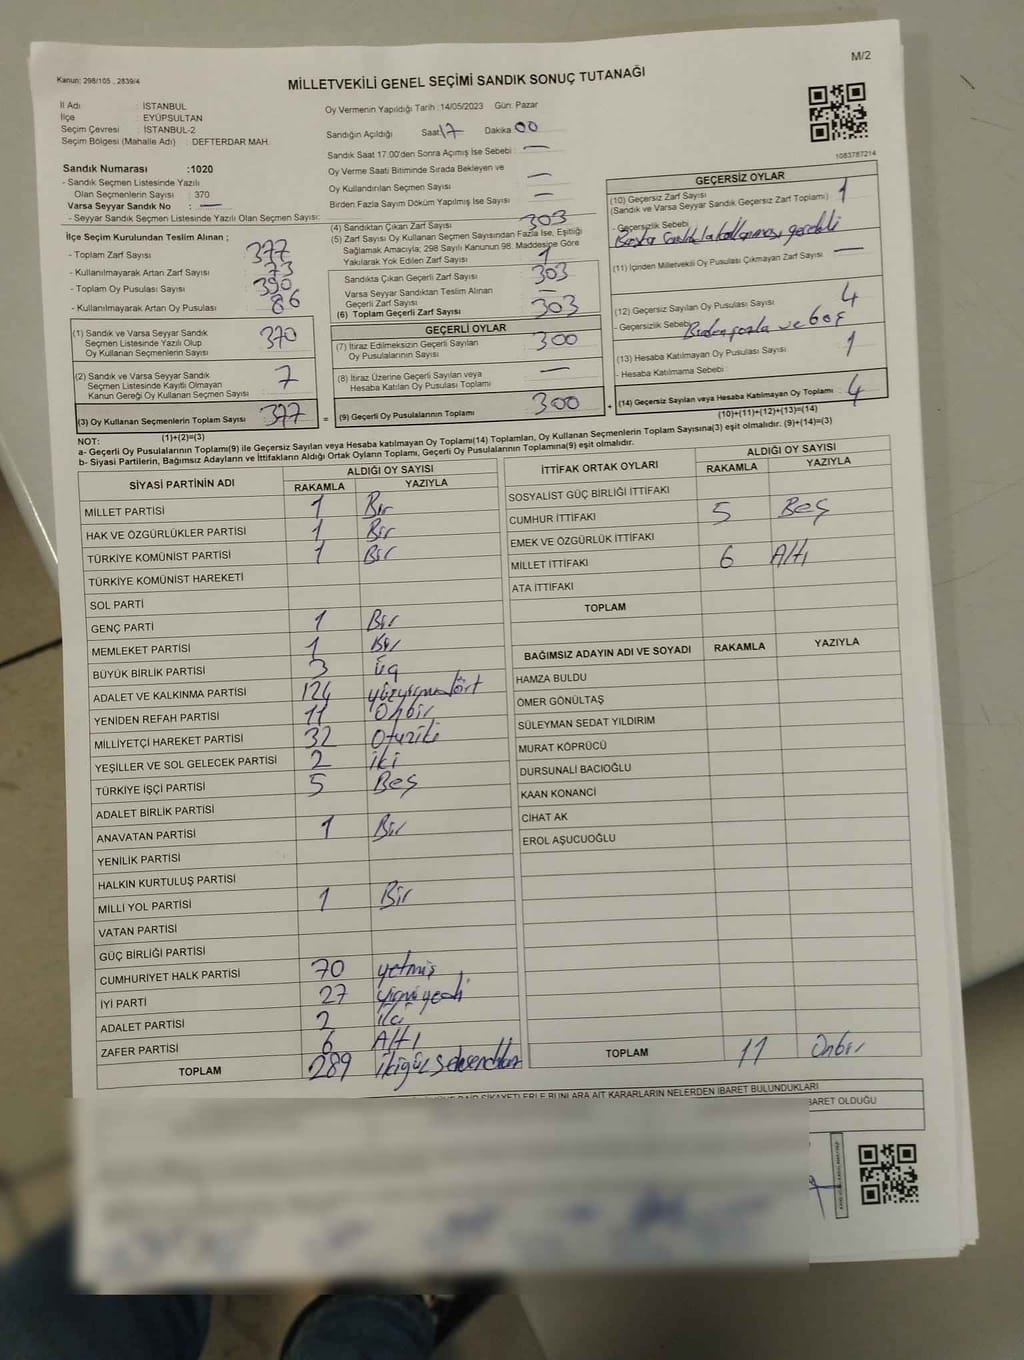 M/2
Kanun: 298/105 , 2839/4
MİLLETVEKİLİ GENEL SEÇİMİ SANDIK SONUÇ TUTANAĞI
İl Adı : İSTANBUL
İlçe : EYÜPSULTAN
Seçim Çevresi : İSTANBUL-2
Seçim Bölgesi (Mahalle Adı) : DEFTERDAR MAH.
Sandık Numarası :1020
- Sandık Seçmen Listesinde Yazılı
Olan Seçmenlerin Sayısı : 370
Varsa Seyyar Sandık No : —
- Seyyar Sandık Seçmen Listesinde Yazılı Olan Seçmen Sayısı:
İlçe Seçim Kurulundan Teslim Alınan ;
- Toplam Zarf Sayısı : 377
- Kullanılmayarak Artan Zarf Sayısı : 73
- Toplam Oy Pusulası Sayısı : 390
- Kullanılmayarak Artan Oy Pusulası : 86
(1) Sandık ve Varsa Seyyar Sandık
Seçmen Listesinde Yazılı Olup
Oy Kullanan Seçmenlerin Sayısı 370
(2) Sandık ve Varsa Seyyar Sandık
Seçmen Listesinde Kayıtlı Olmayan
Kanun Gereği Oy Kullanan Seçmen Sayısı 7
(3) Oy Kullanan Seçmenlerin Toplam Sayısı 377 =
(1)+(2)=(3)
Oy Vermenin Yapıldığı Tarih :14/05/2023 Gün: Pazar
Sandığın Açıldığı Saat 17 Dakika 00
Sandık Saat 17:00'den Sonra Açılmış İse Sebebi : —
Oy Verme Saati Bitiminde Sırada Bekleyen ve
Oy Kullandırılan Seçmen Sayısı —
Birden Fazla Sayım Döküm Yapılmış İse Sayısı —
(4) Sandıktan Çıkan Zarf Sayısı 303
(5) Zarf Sayısı Oy Kullanan Seçmen Sayısından Fazla İse, Eşitliği
Sağlanmak Amacıyla; 298 Sayılı Kanunun 98. Maddesine Göre
Yakılarak Yok Edilen Zarf Sayısı 1
Sandıkta Çıkan Geçerli Zarf Sayısı 303
Varsa Seyyar Sandıktan Teslim Alınan
Geçerli Zarf Sayısı —
(6) Toplam Geçerli Zarf Sayısı 303
GEÇERLİ OYLAR
(7) İtiraz Edilmeksizin Geçerli Sayılan
Oy Pusulalarının Sayısı 300
(8) İtiraz Üzerine Geçerli Sayılan veya
Hesaba Katılan Oy Pusulası Toplamı —
(9) Geçerli Oy Pusulalarının Toplamı 300 +
1083787214
GEÇERSİZ OYLAR
(10) Geçersiz Zarf Sayısı
(Sandık ve Varsa Seyyar Sandık Geçersiz Zarf Toplamı) 1
- Geçersizlik Sebebi
(11) İçinden Milletvekili Oy Pusulası Çıkmayan Zarf Sayısı —
(12) Geçersiz Sayılan Oy Pusulası Sayısı 4
- Geçersizlik Sebebi Birden fazla ve boş
(13) Hesaba Katılmayan Oy Pusulası Sayısı 1
- Hesaba Katılmama Sebebi :
(14) Geçersiz Sayılan veya Hesaba Katılmayan Oy Toplamı 4
(10)+(11)+(12)+(13)=(14)
NOT:
a- Geçerli Oy Pusulalarının Toplamı(9) ile Geçersiz Sayılan veya Hesaba katılmayan Oy Toplamı(14) Toplamları, Oy Kullanan Seçmenlerin Toplam Sayısına(3) eşit olmalıdır. (9)+(14)=(3)
b- Siyasi Partilerin, Bağımsız Adayların ve İttifakların Aldığı Ortak Oyların Toplamı, Geçerli Oy Pusulalarının Toplamına(9) eşit olmalıdır.
SİYASİ PARTİNİN ADI ALDIĞI OY SAYISI
RAKAMLA YAZIYLA
MİLLET PARTİSİ 1 Bir
HAK VE ÖZGÜRLÜKLER PARTİSİ 1 Bir
TÜRKİYE KOMÜNİST PARTİSİ 1 Bir
TÜRKİYE KOMÜNİST HAREKETİ
SOL PARTİ
GENÇ PARTİ 1 Bir
MEMLEKET PARTİSİ 1 Bir
BÜYÜK BİRLİK PARTİSİ 3 Üç
ADALET VE KALKINMA PARTİSİ 124 yüzyirmidört
YENİDEN REFAH PARTİSİ 11 Onbir
MİLLİYETÇİ HAREKET PARTİSİ 32 Otuziki
YEŞİLLER VE SOL GELECEK PARTİSİ 2 iki
TÜRKİYE İŞÇİ PARTİSİ 5 Beş
ADALET BİRLİK PARTİSİ
ANAVATAN PARTİSİ 1 Bir
YENİLİK PARTİSİ
HALKIN KURTULUŞ PARTİSİ
MİLLİ YOL PARTİSİ 1 Bir
VATAN PARTİSİ
GÜÇ BİRLİĞİ PARTİSİ
CUMHURİYET HALK PARTİSİ 70 yetmiş
İYİ PARTİ 27 yirmiyedi
ADALET PARTİSİ 2 iki
ZAFER PARTİSİ 6 Altı
TOPLAM 289 ikiyüzseksendokuz
İTTİFAK ORTAK OYLARI ALDIĞI OY SAYISI
RAKAMLA YAZIYLA
SOSYALİST GÜÇ BİRLİĞİ İTTİFAKI
CUMHUR İTTİFAKI 5 Beş
EMEK VE ÖZGÜRLÜK İTTİFAKI
MİLLET İTTİFAKI 6 Altı
ATA İTTİFAKI
TOPLAM
BAĞIMSIZ ADAYIN ADI VE SOYADI RAKAMLA YAZIYLA
HAMZA BULDU
ÖMER GÖNÜLTAŞ
SÜLEYMAN SEDAT YILDIRIM
MURAT KÖPRÜCÜ
DURSUNALİ BACIOĞLU
KAAN KONANCİ
CİHAT AK
EROL AŞUCUOĞLU
TOPLAM 11 Onbir
ŞİKAYETLERLE BUNLARA AİT KARARLARIN NELERDEN İBARET BULUNDUKLARI
İBARET OLDUĞU